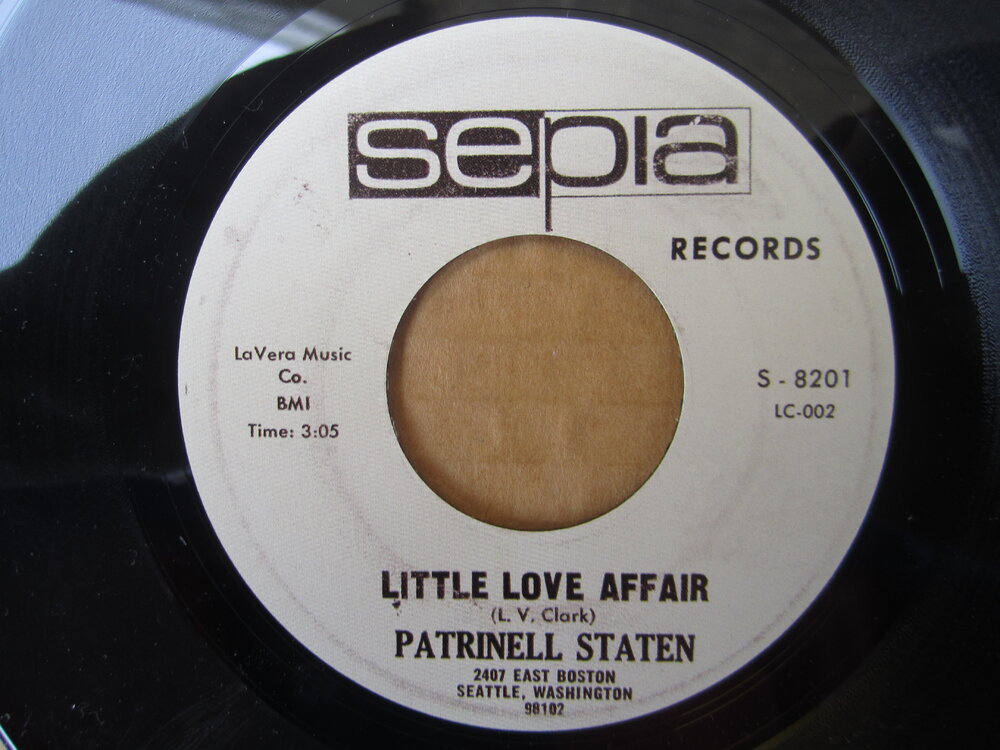 sepia
RECORDS
LaVera Music
Co.
BMI
Time: 3:05
S - 8201
LC-002
LITTLE LOVE AFFAIR
(L. V. Clark)
PATRINELL STATEN
2407 EAST BOSTON
SEATTLE, WASHINGTON
98102